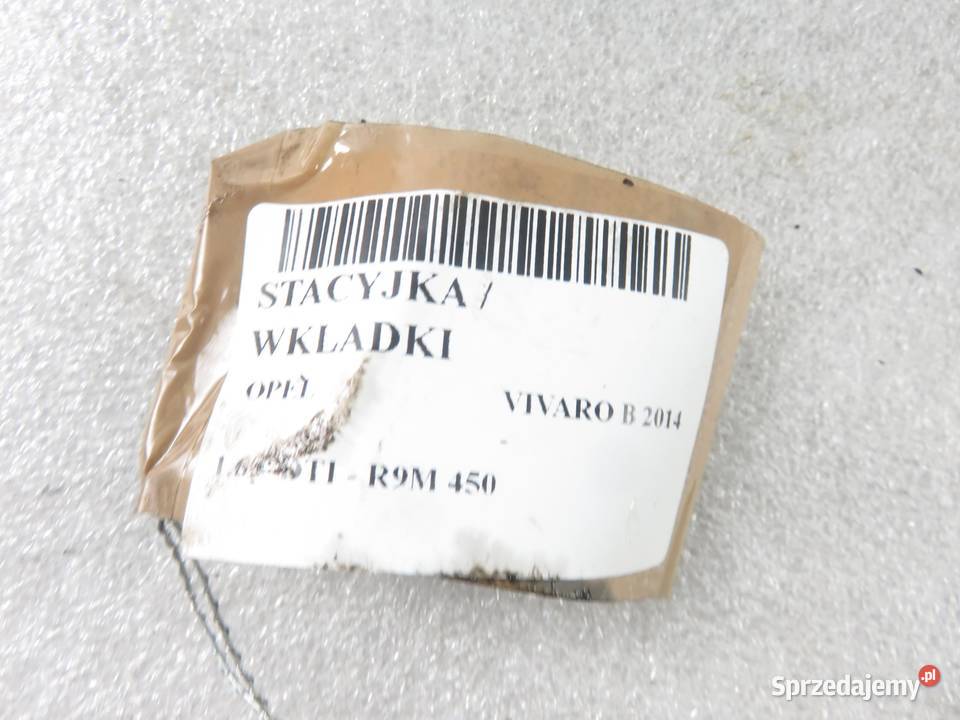 STACYJKA /
WKLADKI
OPEL VIVARO B 2014
- R9M 450
Sprzedajemy.pl